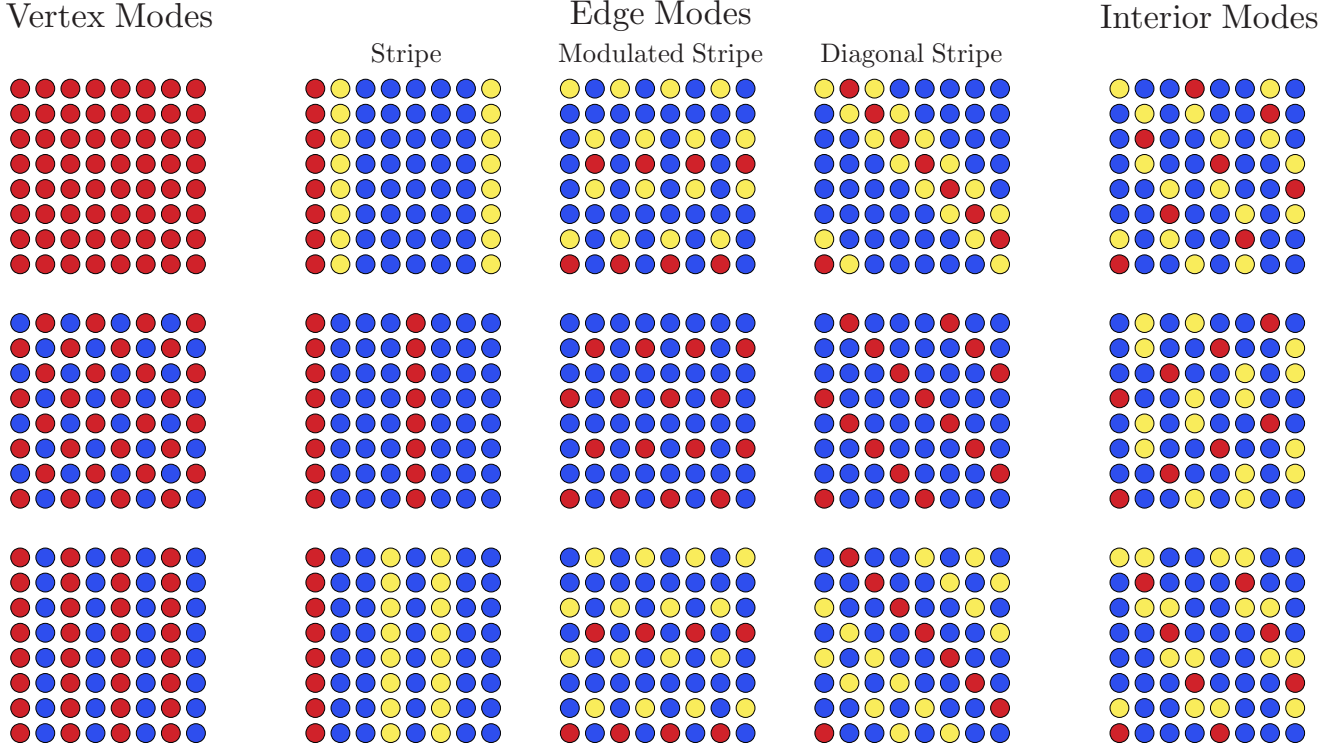 Vertex Modes
Edge Modes
Interior Modes
Stripe
Modulated Stripe
Diagonal Stripe